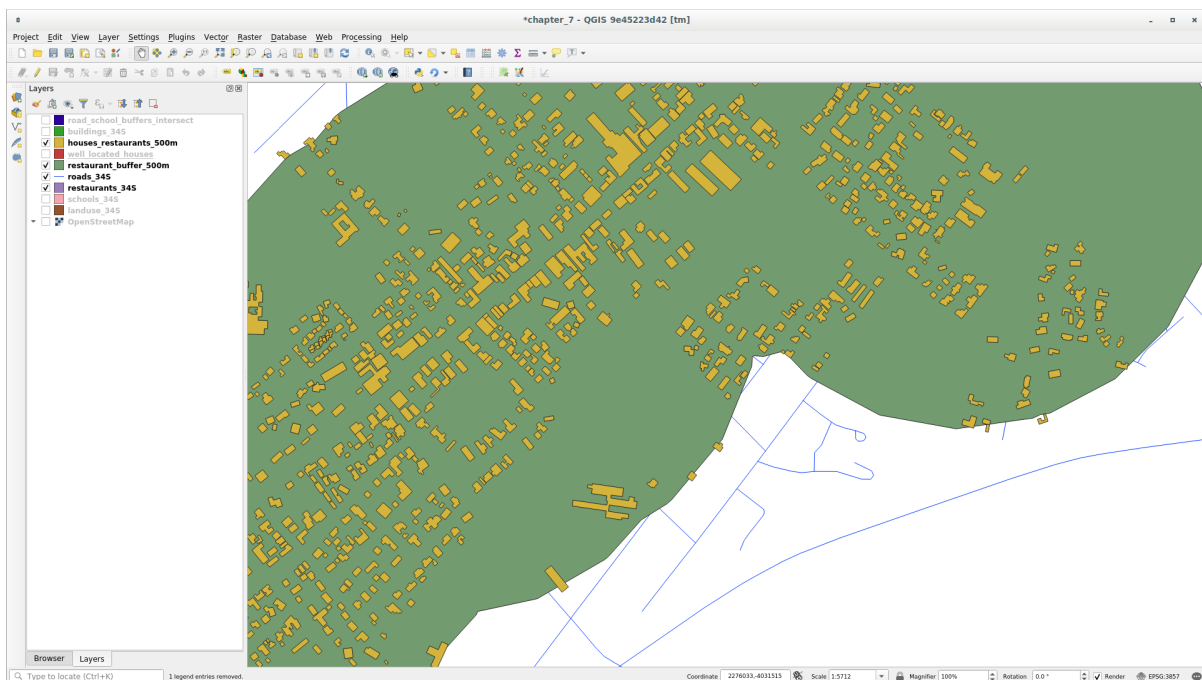 *chapter_7 - QGIS 9e45223d42 [tm]
Project Edit View Layer Settings Plugins Vector Raster Database Web Processing Help
Layers
road_school_buffers_intersect
buildings_34S
houses_restaurants_500m
well_located_houses
restaurant_buffer_500m
roads_34S
restaurants_34S
schools_34S
landuse_34S
OpenStreetMap
Browser Layers
Type to locate (Ctrl+K) 1 legend entries removed. Coordinate 2276033,-4031515 Scale 1:5712 Magnifier 100% Rotation 0.0 ° Render EPSG:3857